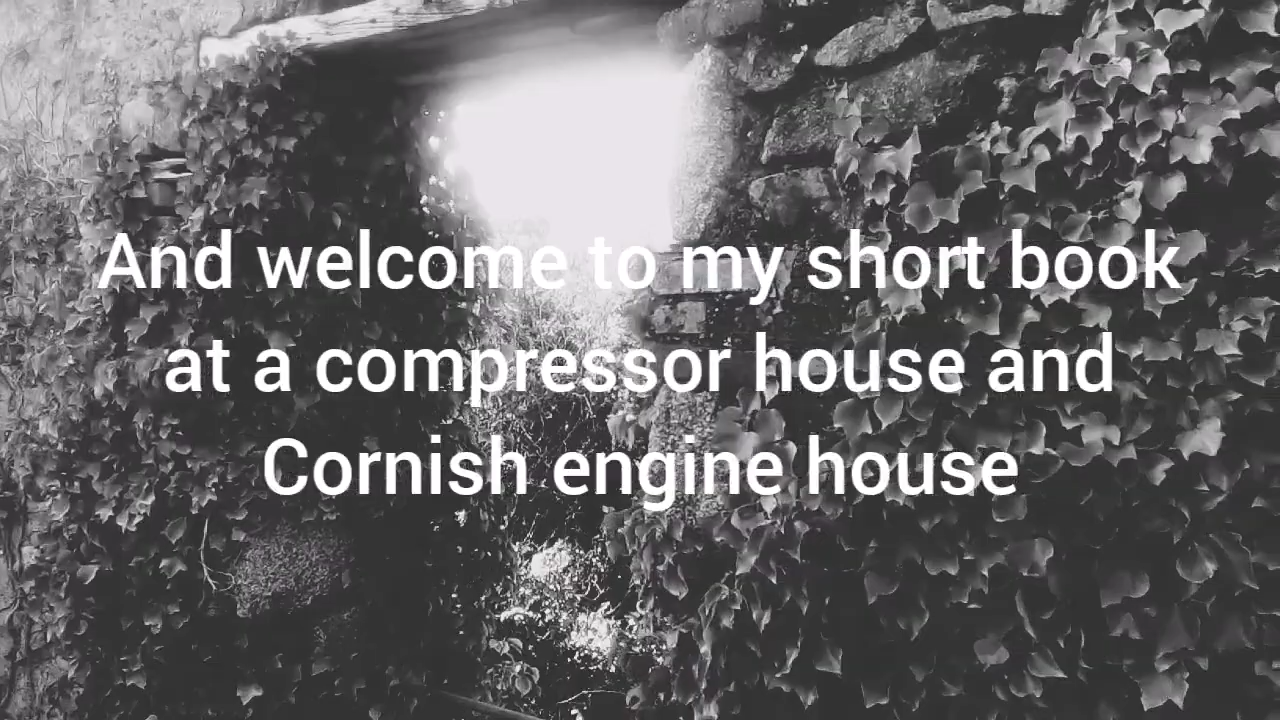 And welcome to my short book
at a compressor house and
Cornish engine house